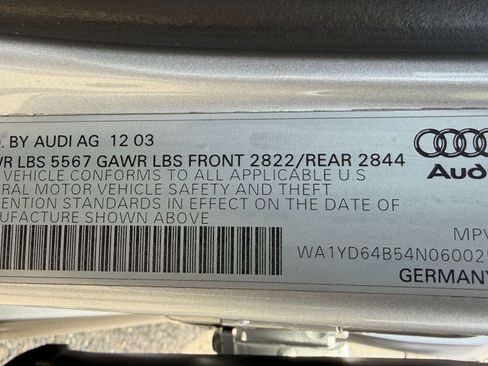 . BY AUDI AG 12 03
WR LBS 5567 GAWR LBS FRONT 2822/REAR 2844
VEHICLE CONFORMS TO ALL APPLICABLE U S
RAL MOTOR VEHICLE SAFETY AND THEFT
ENTION STANDARDS IN EFFECT ON THE DATE OF
UFACTURE SHOWN ABOVE
Aud
MPV
WA1YD64B54N06002
GERMANY